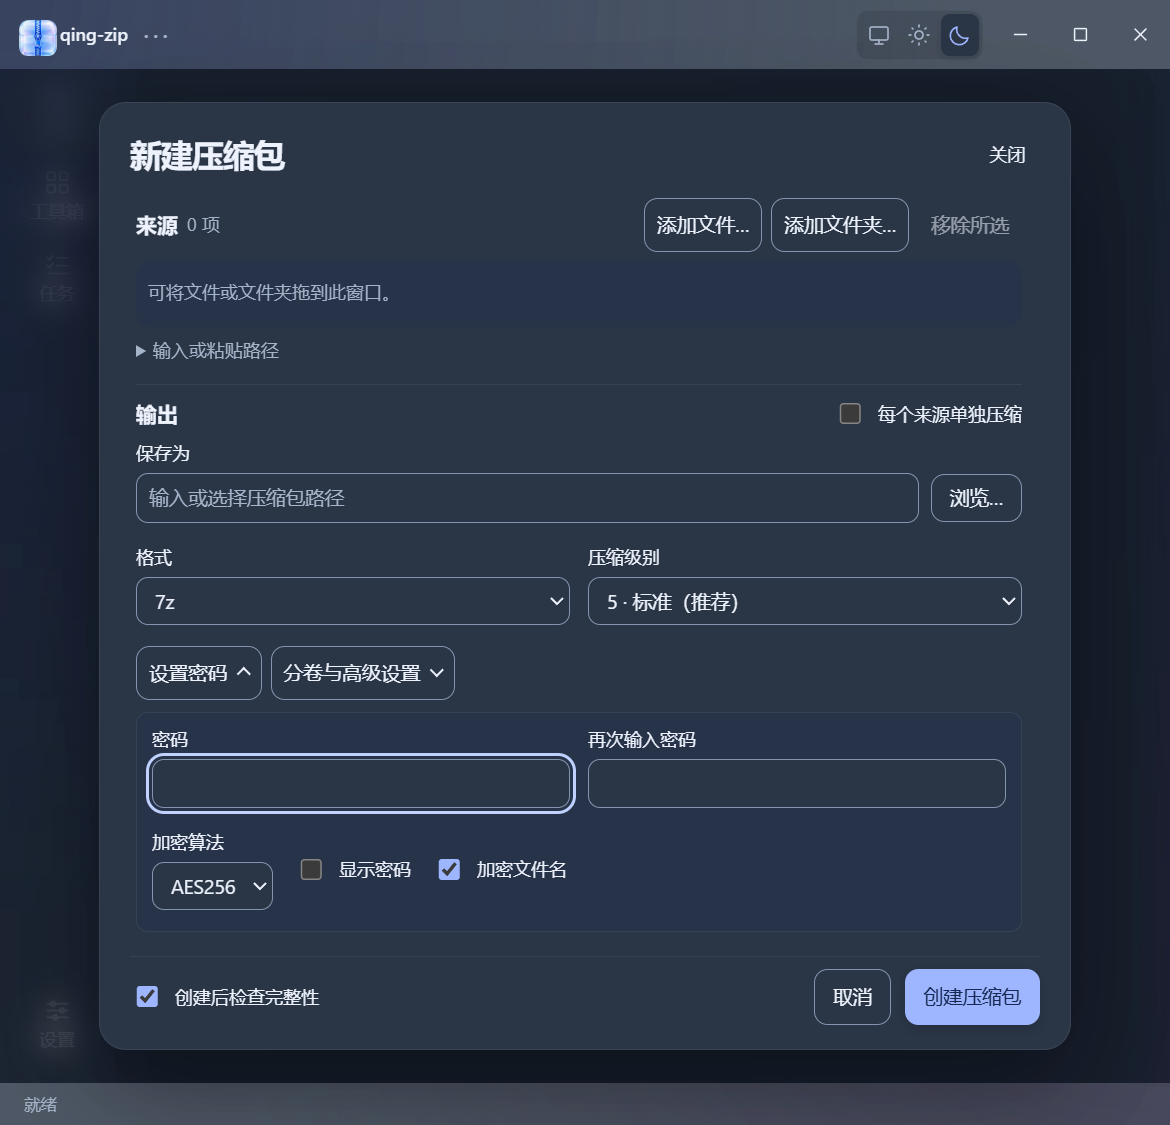 qing-zip ···
新建压缩包
关闭
工具箱
任务
来源 0 项
添加文件...
添加文件夹...
移除所选
可将文件或文件夹拖到此窗口。
输入或粘贴路径
输出
每个来源单独压缩
保存为
输入或选择压缩包路径
浏览...
格式
压缩级别
7z
5 · 标准（推荐）
设置密码
分卷与高级设置
密码
再次输入密码
加密算法
AES256
显示密码
加密文件名
创建后检查完整性
取消
创建压缩包
设置
就绪